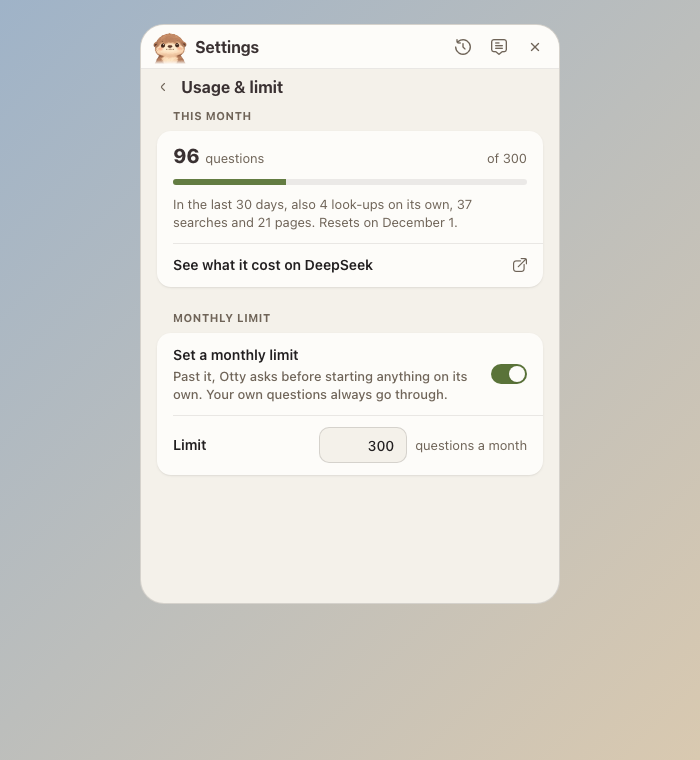 Settings
Usage & limit
THIS MONTH
96 questions
of 300
In the last 30 days, also 4 look-ups on its own, 37
searches and 21 pages. Resets on December 1.
See what it cost on DeepSeek
MONTHLY LIMIT
Set a monthly limit
Past it, Otty asks before starting anything on its
own. Your own questions always go through.
Limit
300
questions a month